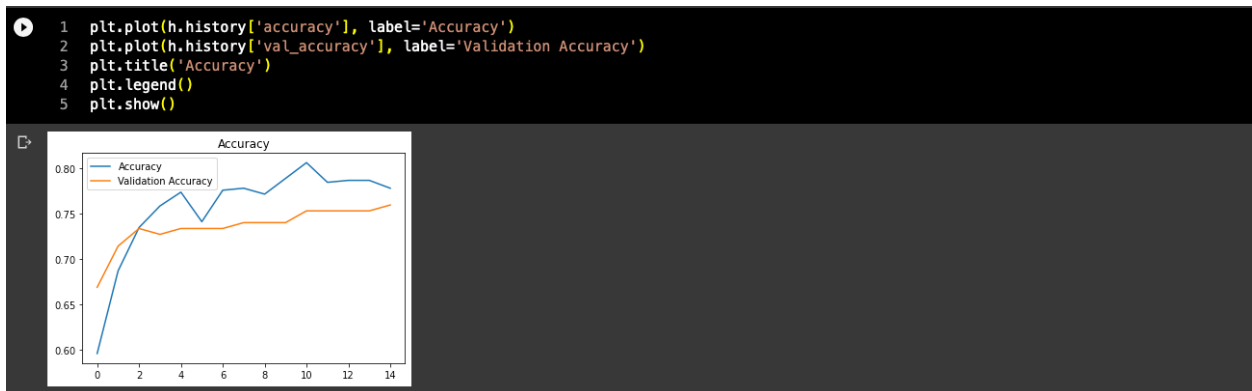 1 plt.plot(h.history['accuracy'], label='Accuracy')
2 plt.plot(h.history['val_accuracy'], label='Validation Accuracy')
3 plt.title('Accuracy')
4 plt.legend()
5 plt.show()
Accuracy
Accuracy
Validation Accuracy
0.80
0.75
0.70
0.65
0.60
0 2 4 6 8 10 12 14